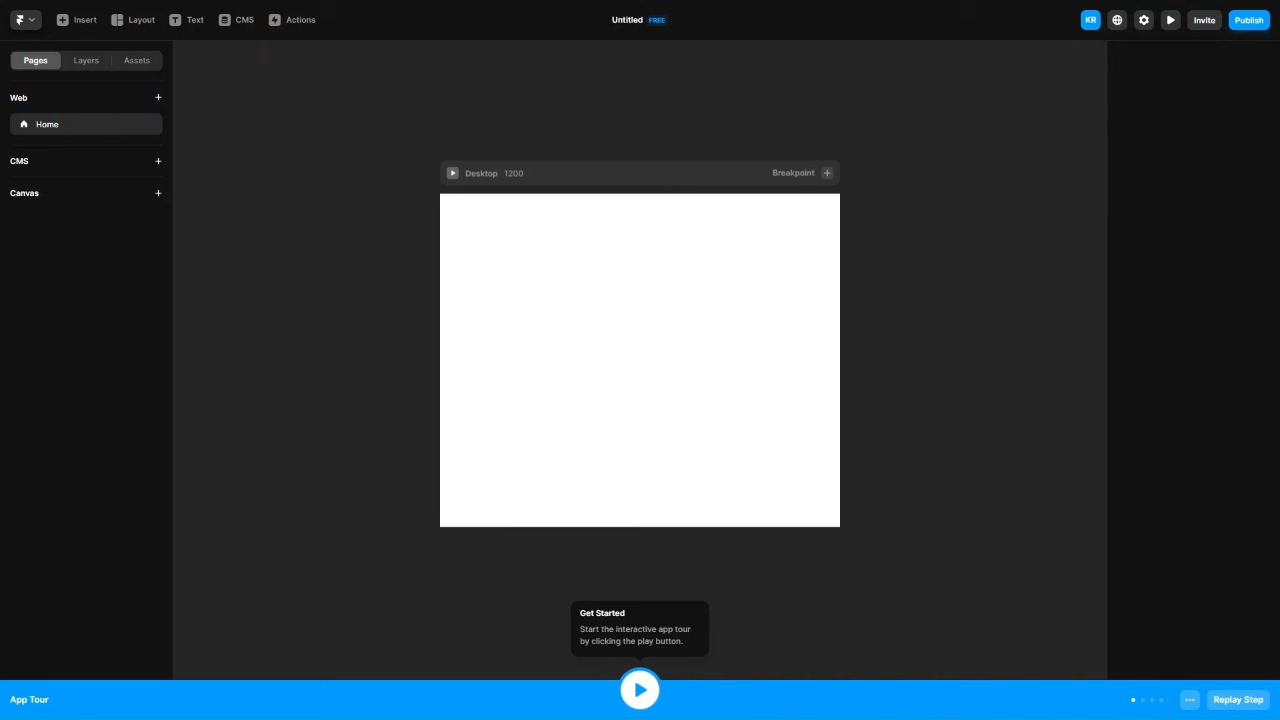 Insert
Layout
Text
CMS
Actions
Untitled FREE
KR
Invite
Publish
Pages
Layers
Assets
Web
Home
CMS
Canvas
Desktop 1200
Breakpoint
Get Started
Start the interactive app tour
by clicking the play button.
App Tour
Replay Step